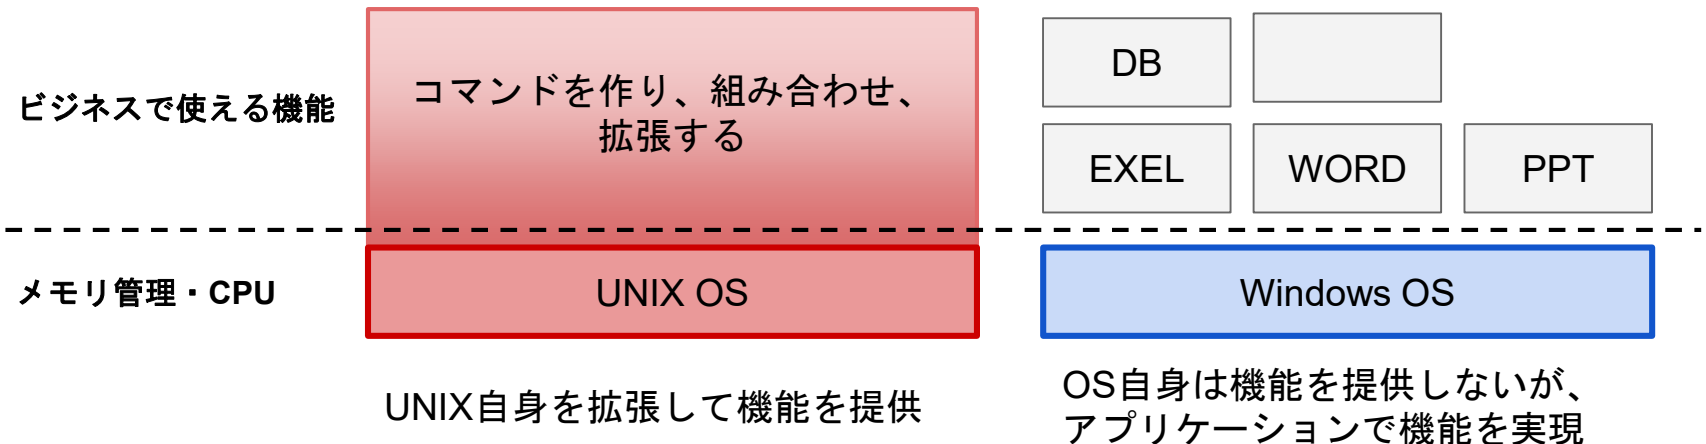 ビジネスで使える機能
コマンドを作り、組み合わせ、
拡張する
DB
EXEL
WORD
PPT
メモリ管理・CPU
UNIX OS
Windows OS
UNIX自身を拡張して機能を提供
OS自身は機能を提供しないが、
アプリケーションで機能を実現